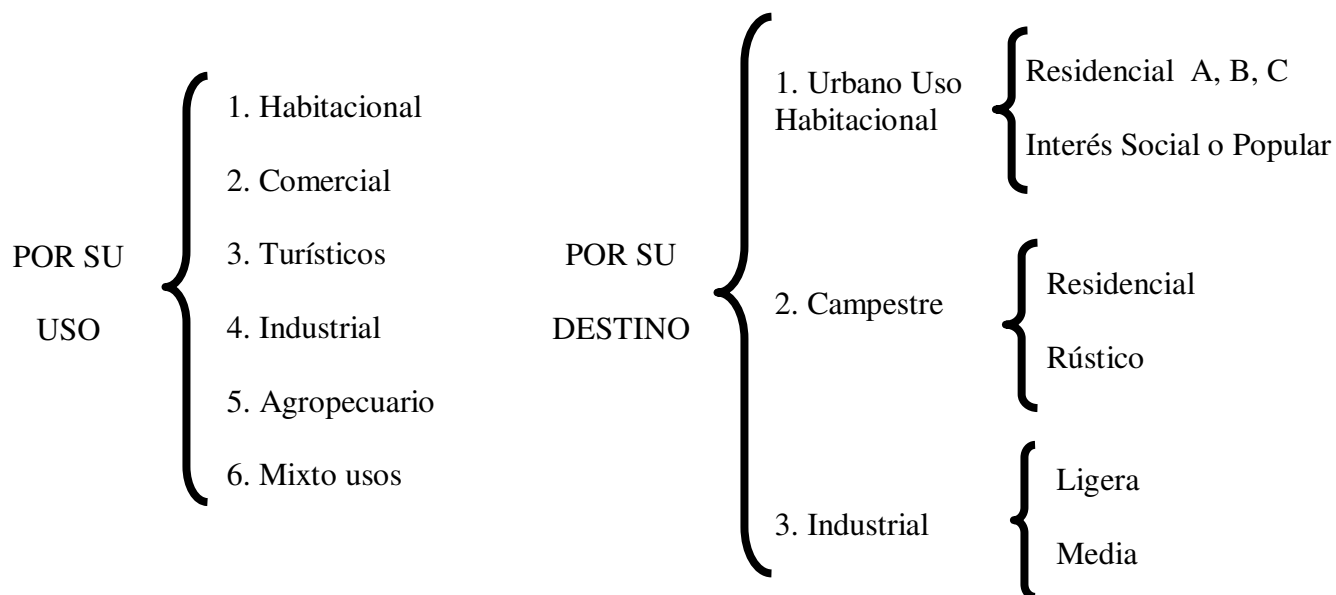 POR SU
USO
1. Habitacional
2. Comercial
3. Turísticos
4. Industrial
5. Agropecuario
6. Mixto usos
POR SU
DESTINO
1. Urbano Uso
Habitacional
Residencial A, B, C
Interés Social o Popular
2. Campestre
Residencial
Rústico
3. Industrial
Ligera
Media